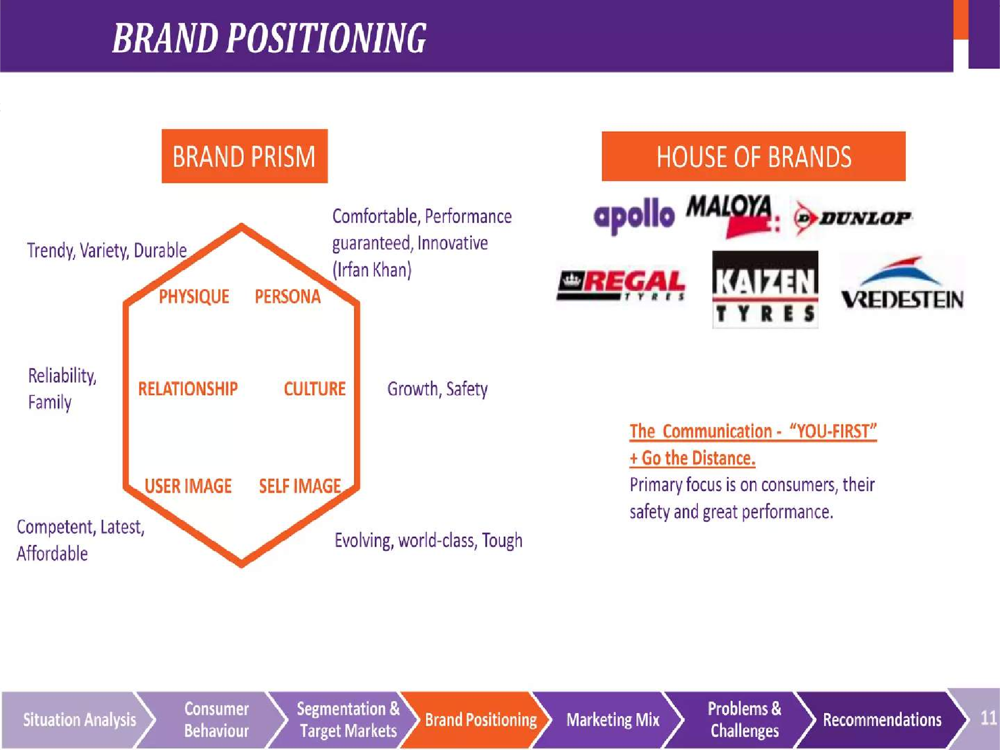 BRAND POSITIONING
BRAND PRISM
Trendy, Variety, Durable
Comfortable, Performance
guaranteed, Innovative
(Irfan Khan)
PHYSIQUE PERSONA
Reliability,
Family
RELATIONSHIP CULTURE
Growth, Safety
USER IMAGE SELF IMAGE
Competent, Latest,
Affordable
Evolving, world-class, Tough
HOUSE OF BRANDS
apollo
MALOYA
D DUNLOP
REGAL
TYRES
KAIZEN
TYRES
VREDESTEIN
The Communication - “YOU-FIRST”
+ Go the Distance.
Primary focus is on consumers, their
safety and great performance.
Situation Analysis
Consumer
Behaviour
Segmentation &
Target Markets
Brand Positioning
Marketing Mix
Problems &
Challenges
Recommendations
11